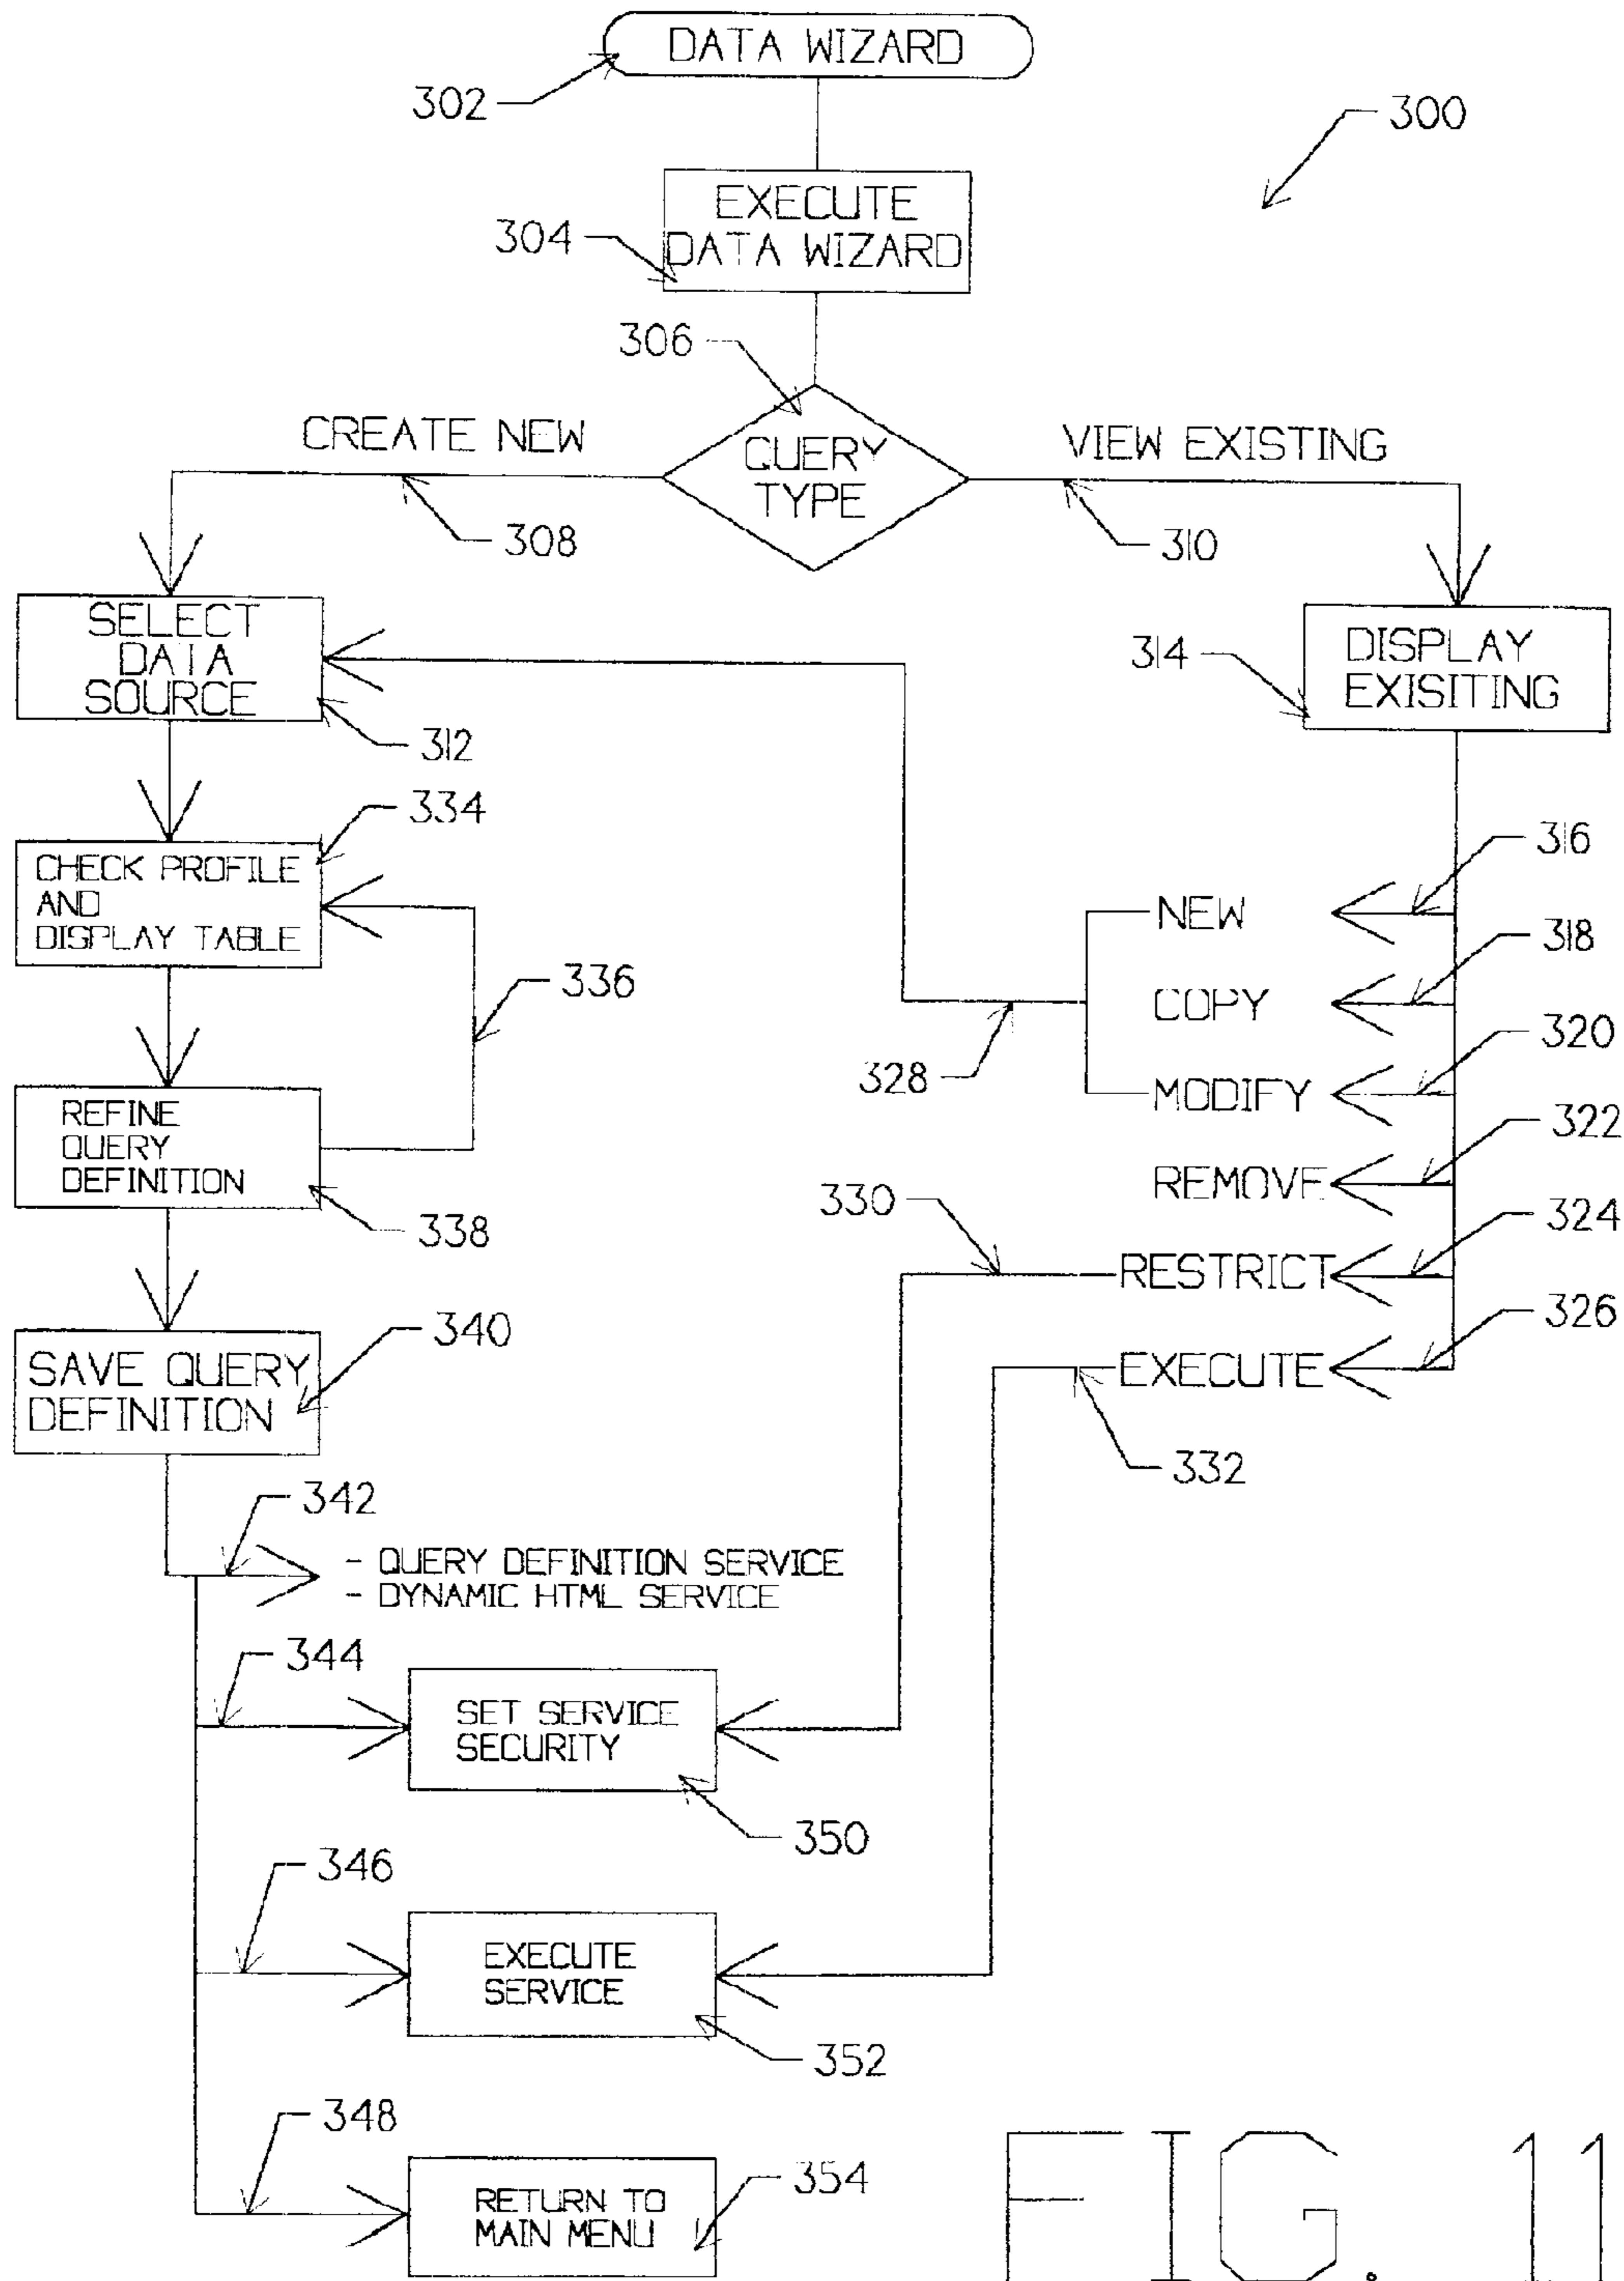 DATA WIZARD
302
300
EXECUTE
DATA WIZARD
304
306
CREATE NEW
QUERY
TYPE
VIEW EXISTING
308
310
SELECT
DATA
SOURCE
312
314
DISPLAY
EXISITING
334
CHECK PROFILE
AND
DISPLAY TABLE
336
316
NEW
318
COPY
320
328
MODIFY
REFINE
QUERY
DEFINITION
338
322
REMOVE
330
324
RESTRICT
326
EXECUTE
332
340
SAVE QUERY
DEFINITION
342
- QUERY DEFINITION SERVICE
- DYNAMIC HTML SERVICE
344
SET SERVICE
SECURITY
350
346
EXECUTE
SERVICE
352
348
RETURN TO
MAIN MENU
354
FIG. 11